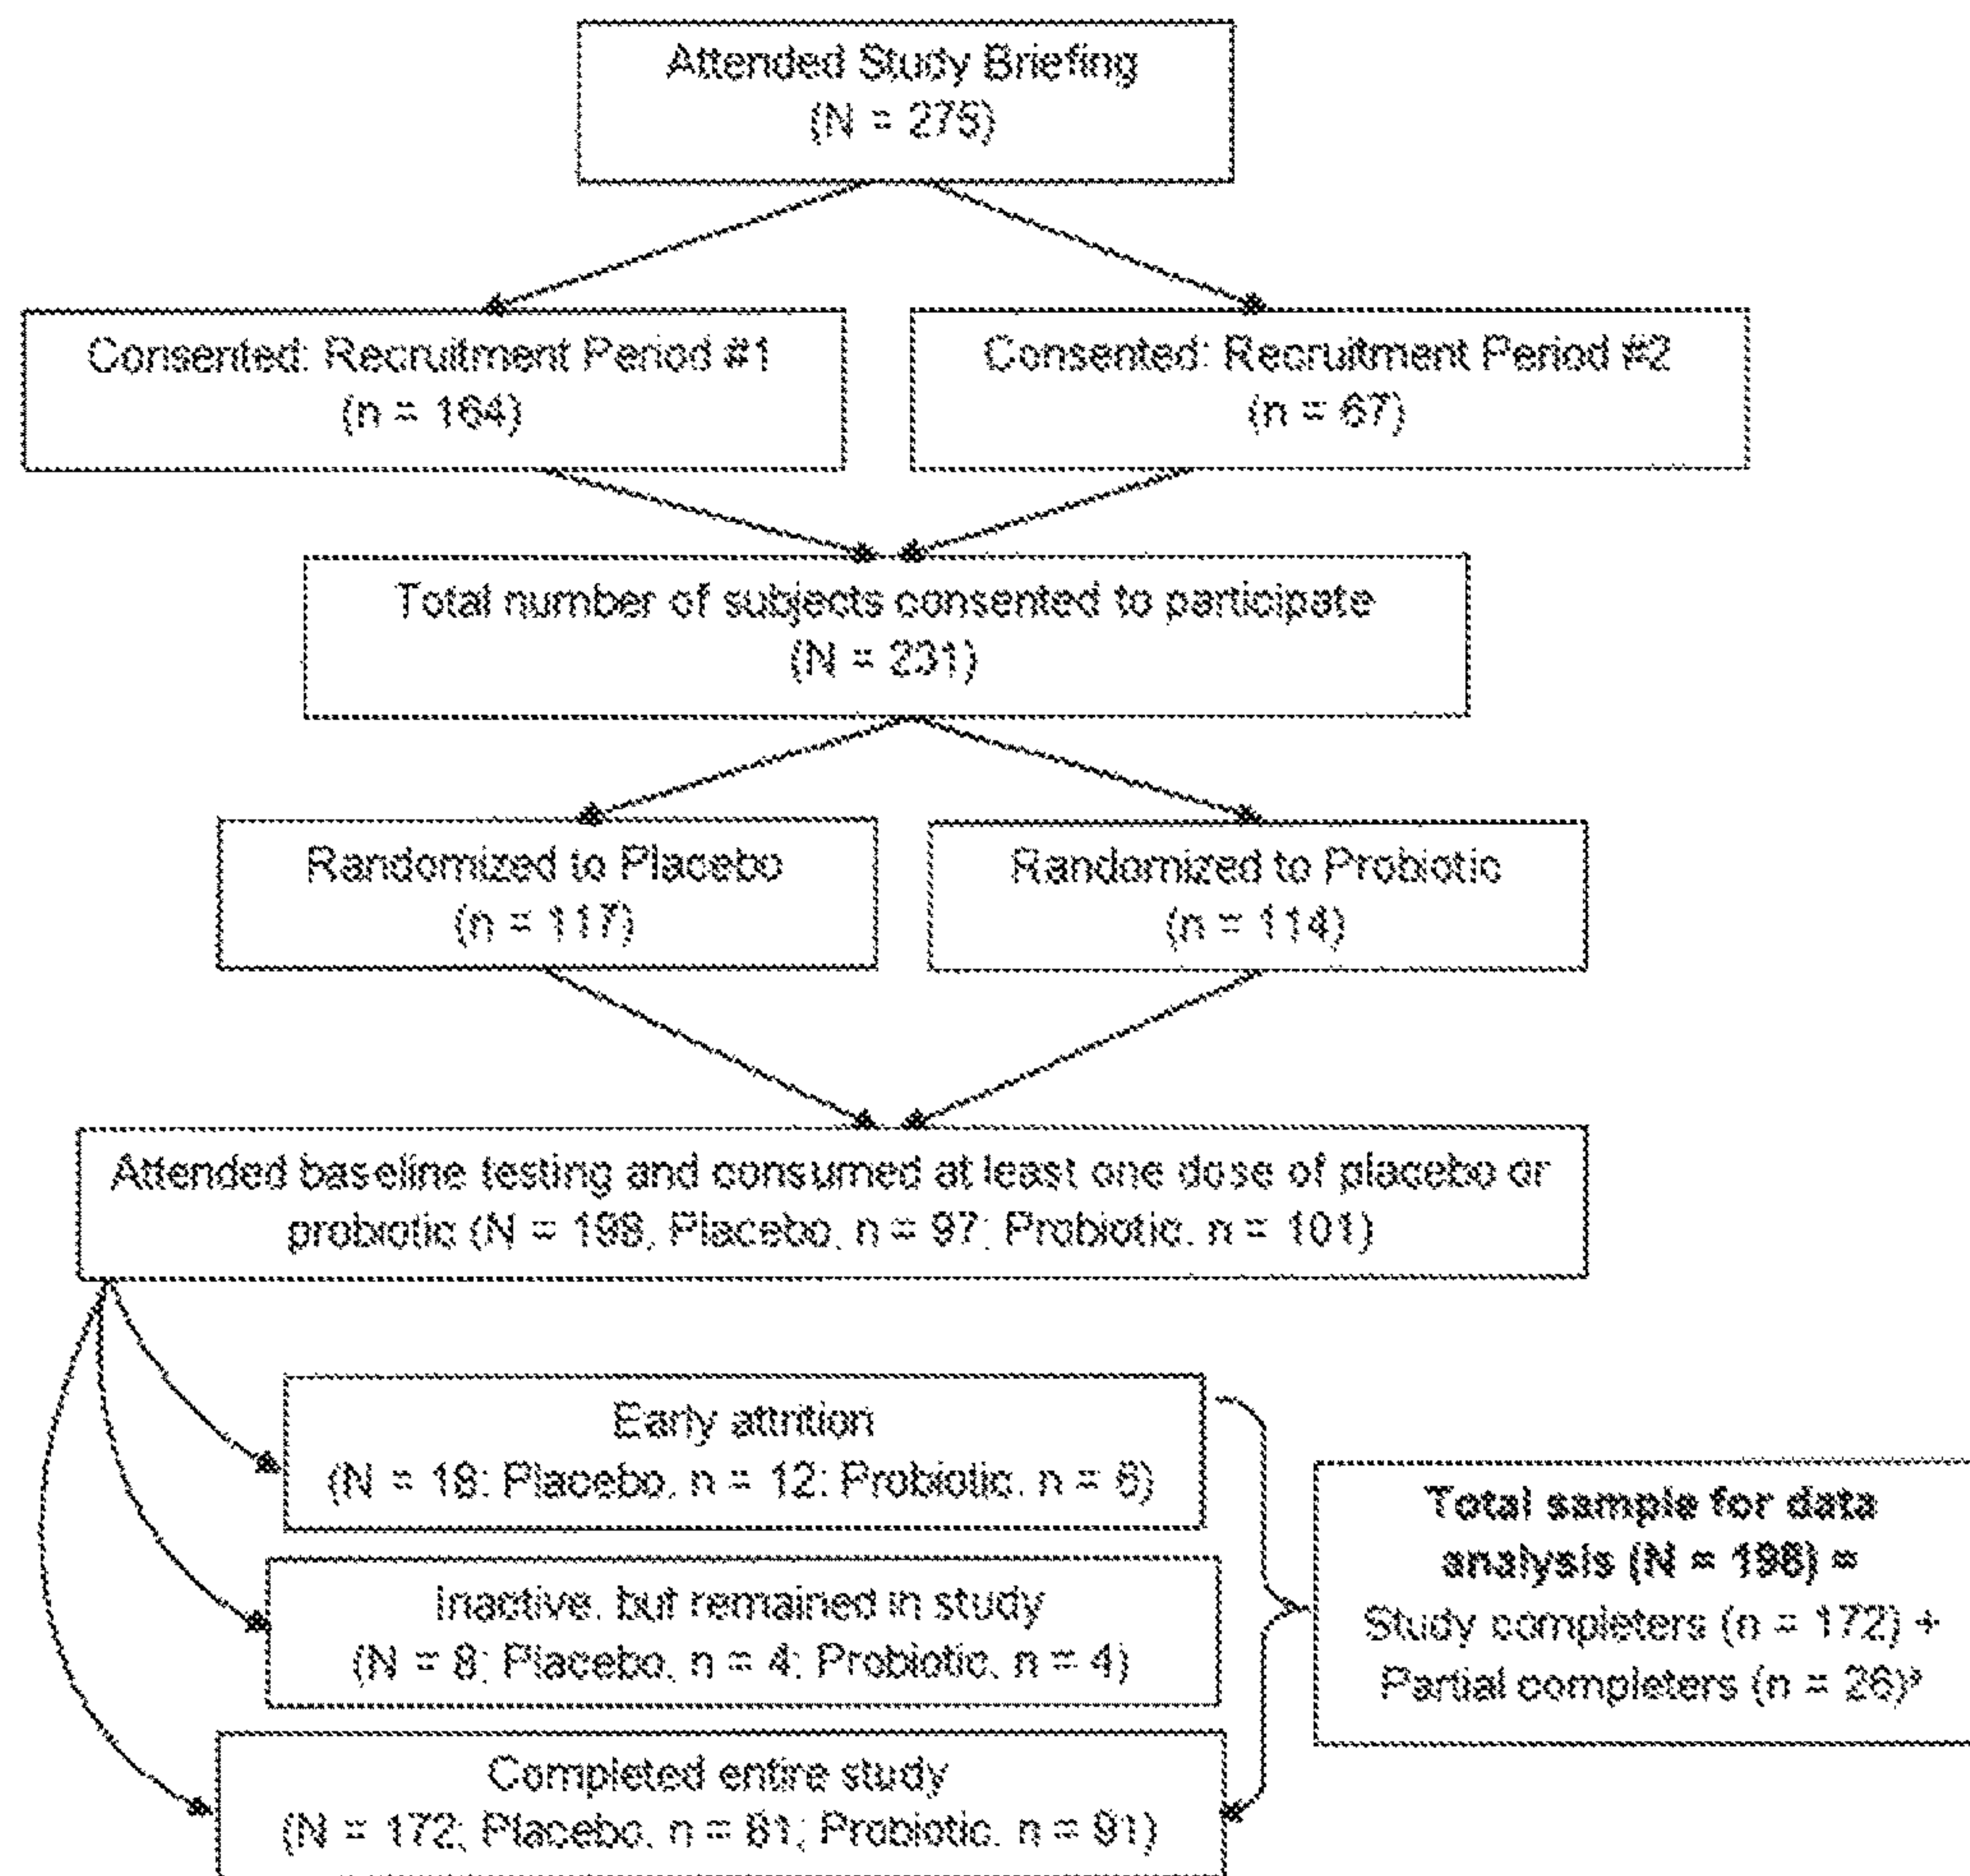 Attended Study Briefing
(N = 275)
Consented: Recruitment Period #1
(n = 164)
Consented: Recruitment Period #2
(n = 67)
Total number of subjects consented to participate
(N = 231)
Randomized to Placebo
(n = 117)
Randomized to Probiotic
(n = 114)
Attended baseline testing and consumed at least one dose of placebo or
probiotic (N = 198, Placebo, n = 97; Probiotic, n = 101)
Early attrition
(N = 18; Placebo, n = 12; Probiotic, n = 6)
Inactive, but remained in study
(N = 8; Placebo, n = 4; Probiotic, n = 4)
Completed entire study
(N = 172; Placebo, n = 81; Probiotic, n = 91)
Total sample for data
analysis (N = 198) =
Study completers (n = 172) +
Partial completers (n = 26)